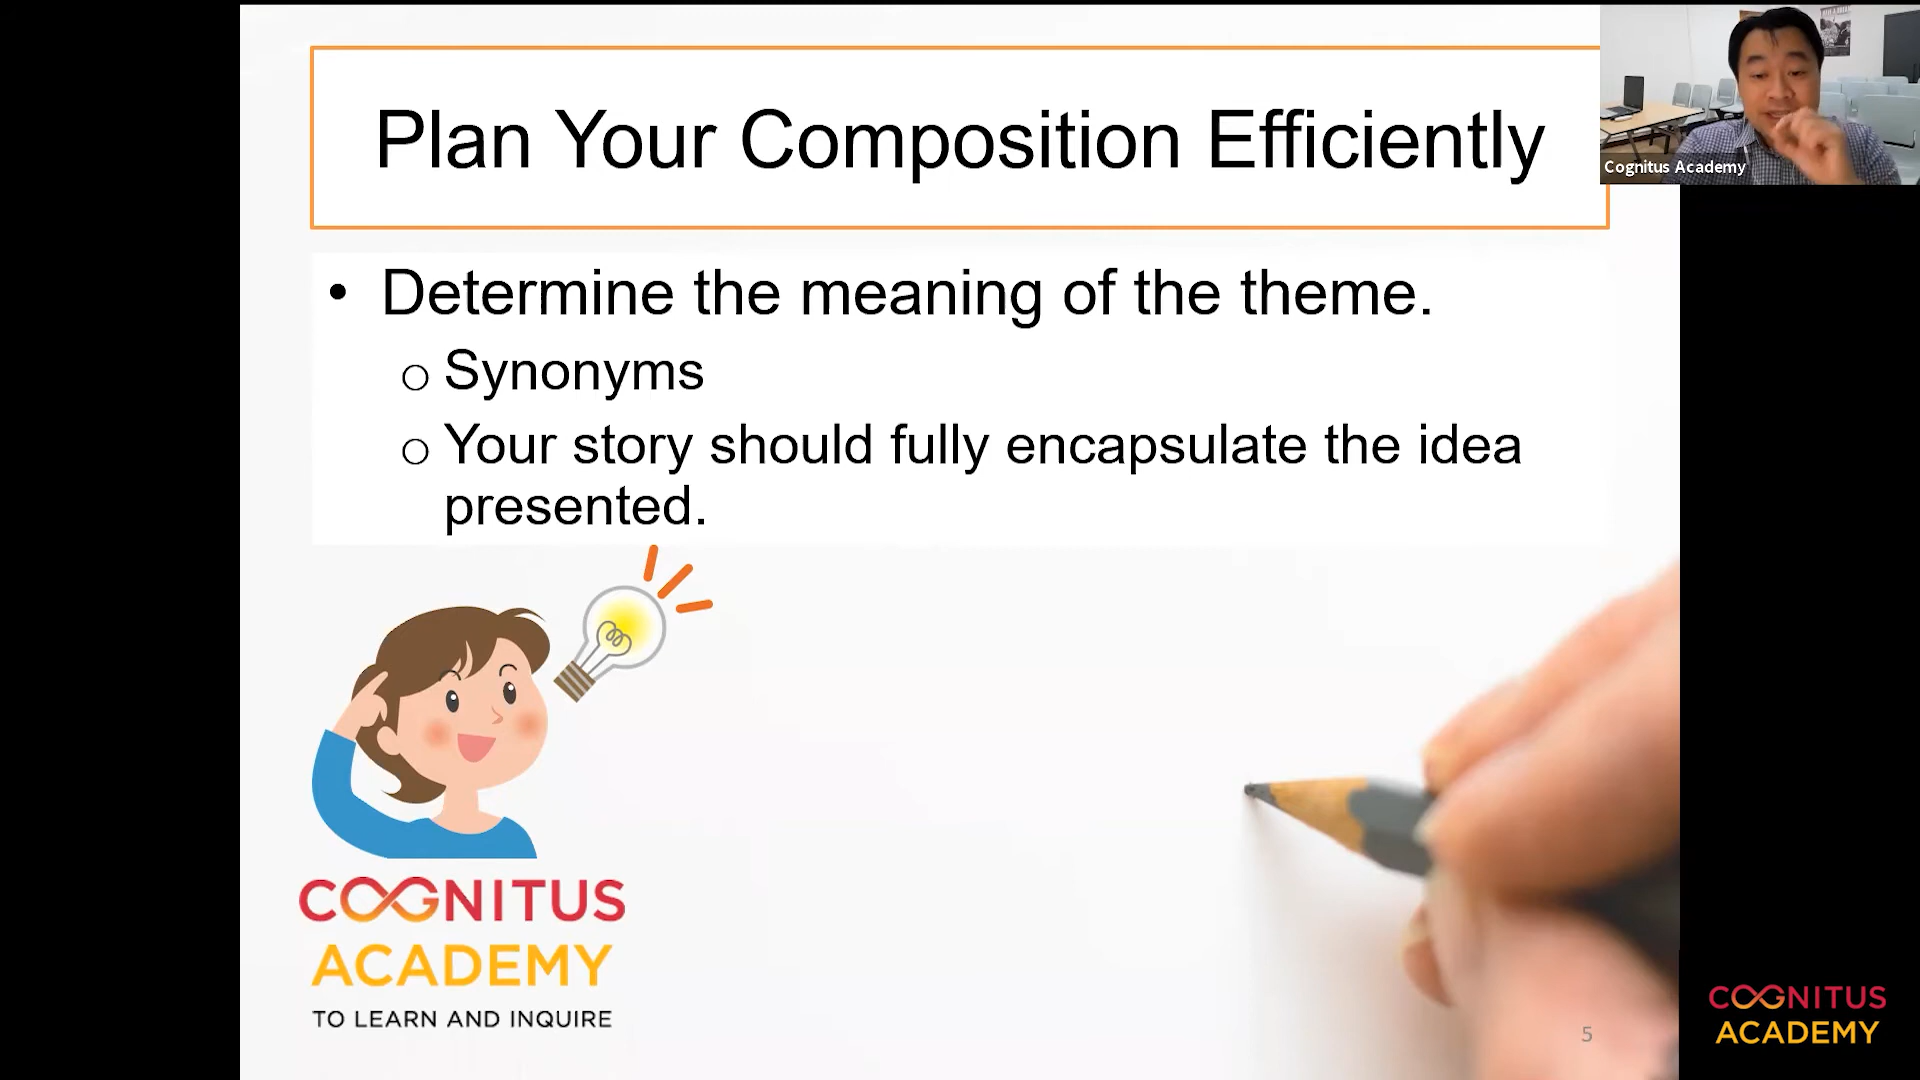 Plan Your Composition Efficiently
Cognitus Academy
• Determine the meaning of the theme.
o Synonyms
o Your story should fully encapsulate the idea
presented.
COGNITUS
ACADEMY
TO LEARN AND INQUIRE
5
COGNITUS
ACADEMY